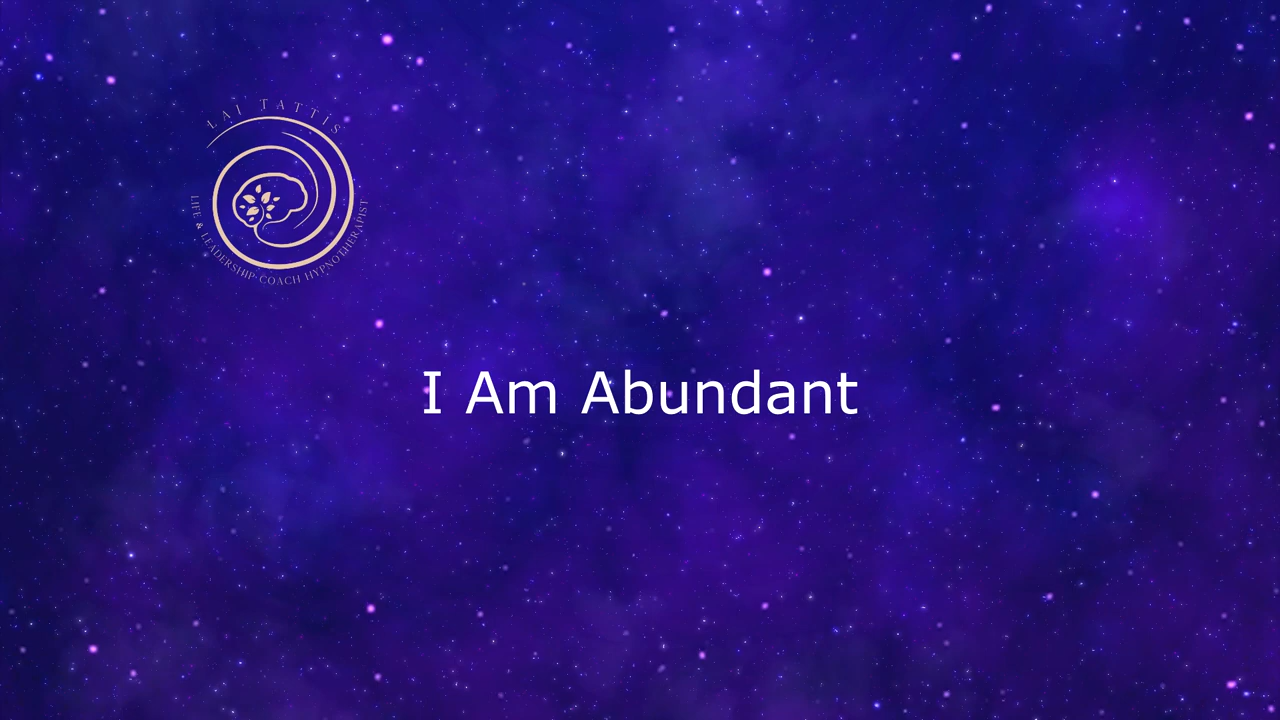 LAI TATTIS
LIFE & LEADERSHIP COACH HYPNOTHERAPIST
I Am Abundant